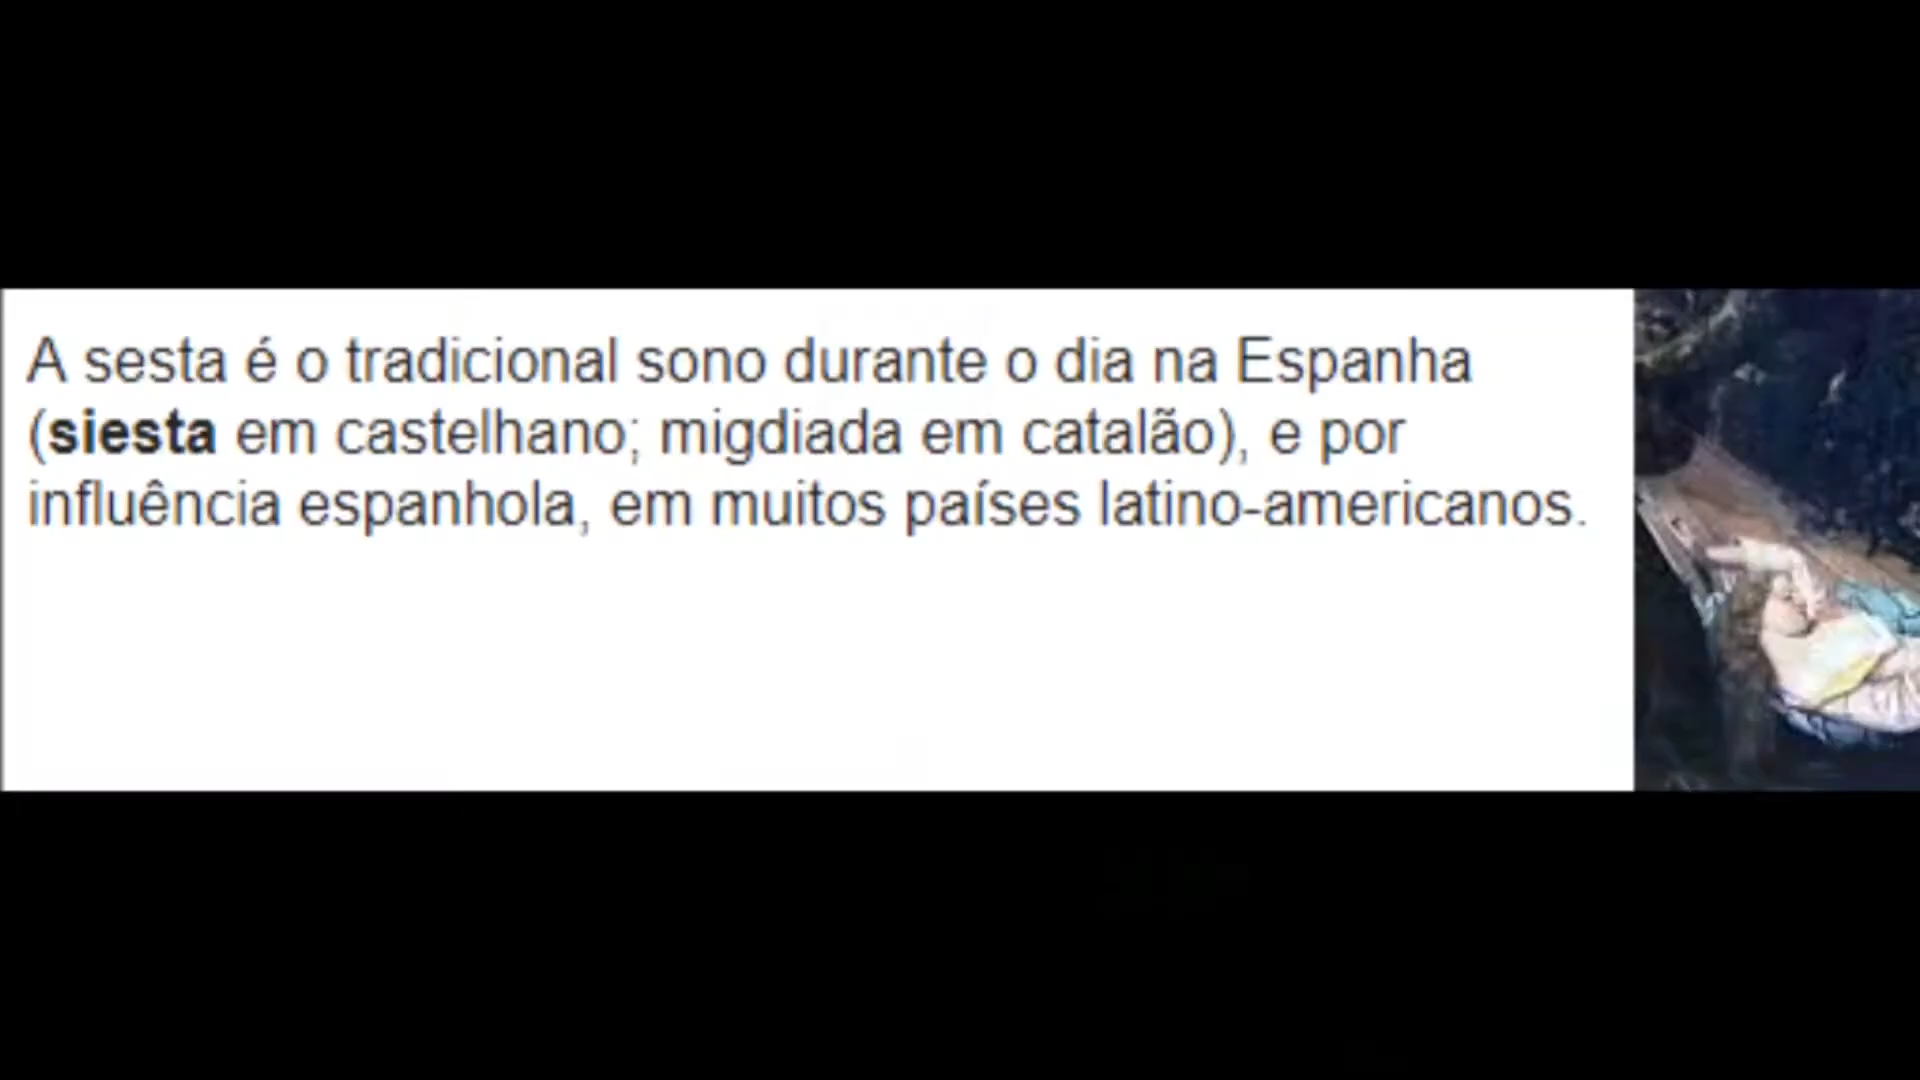 A sesta é o tradicional sono durante o dia na Espanha
(siesta em castelhano; migdiada em catalão), e por
influência espanhola, em muitos países latino-americanos.